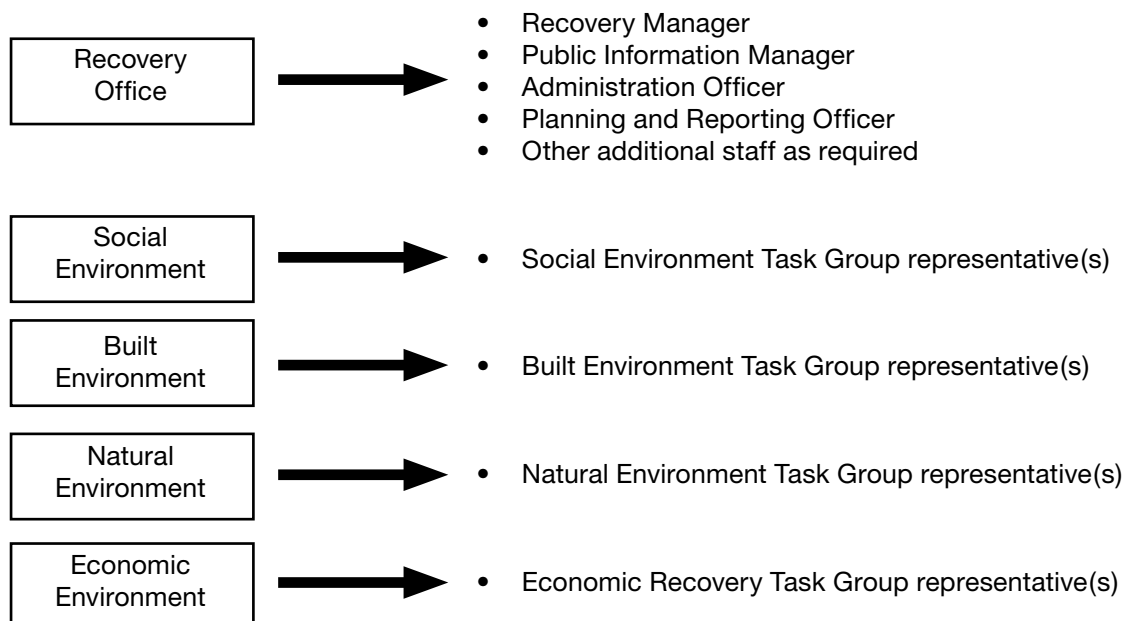 Recovery
Office
• Recovery Manager
• Public Information Manager
• Administration Officer
• Planning and Reporting Officer
• Other additional staff as required
Social
Environment
• Social Environment Task Group representative(s)
Built
Environment
• Built Environment Task Group representative(s)
Natural
Environment
• Natural Environment Task Group representative(s)
Economic
Environment
• Economic Recovery Task Group representative(s)